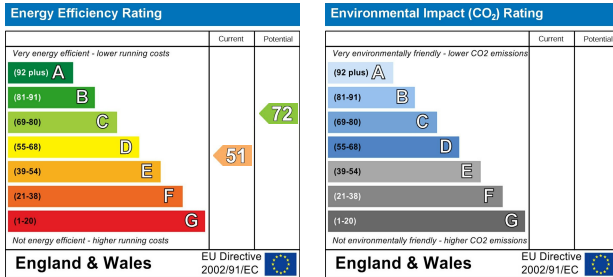 Energy Efficiency Rating
Current Potential
Very energy efficient - lower running costs
(92 plus) A
(81-91) B
(69-80) C
72
(55-68) D
51
(39-54) E
(21-38) F
(1-20) G
Not energy efficient - higher running costs
England & Wales
EU Directive
2002/91/EC
Environmental Impact (CO₂) Rating
Current Potential
Very environmentally friendly - lower CO2 emissions
(92 plus) A
(81-91) B
(69-80) C
(55-68) D
(39-54) E
(21-38) F
(1-20) G
Not environmentally friendly - higher CO2 emissions
England & Wales
EU Directive
2002/91/EC